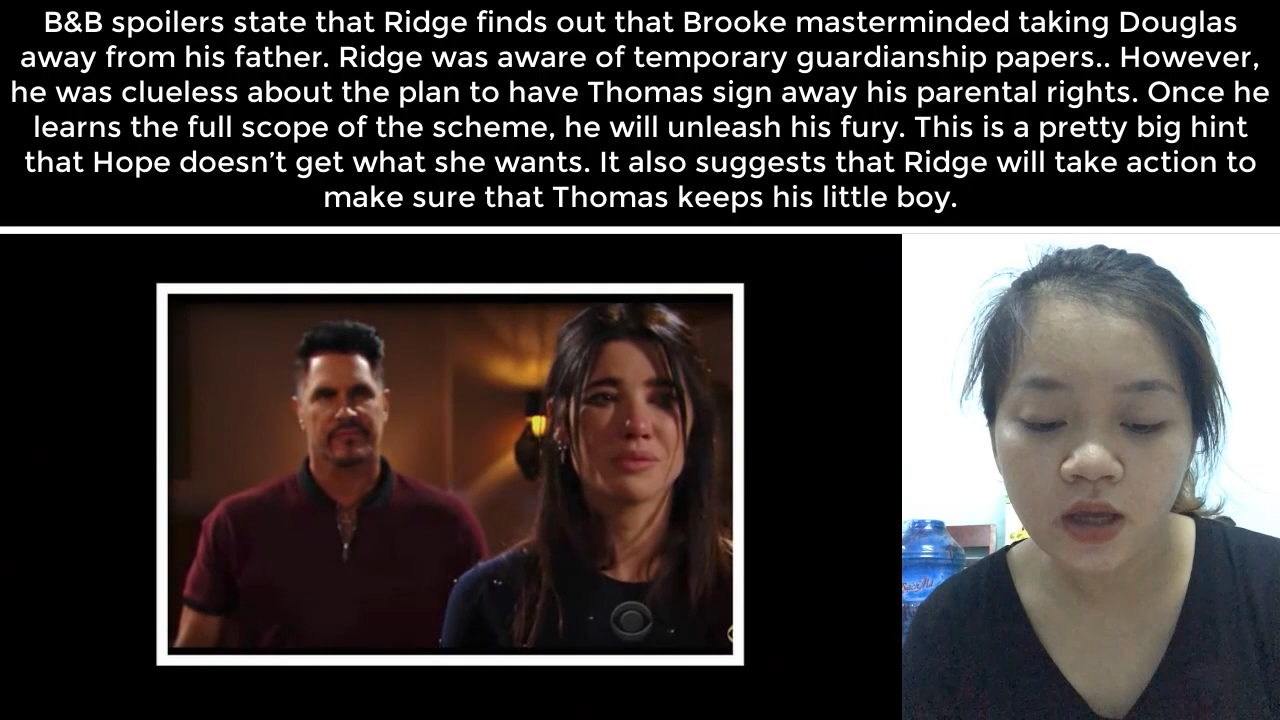 B&B spoilers state that Ridge finds out that Brooke masterminded taking Douglas
away from his father. Ridge was aware of temporary guardianship papers.. However,
he was clueless about the plan to have Thomas sign away his parental rights. Once he
learns the full scope of the scheme, he will unleash his fury. This is a pretty big hint
that Hope doesn’t get what she wants. It also suggests that Ridge will take action to
make sure that Thomas keeps his little boy.